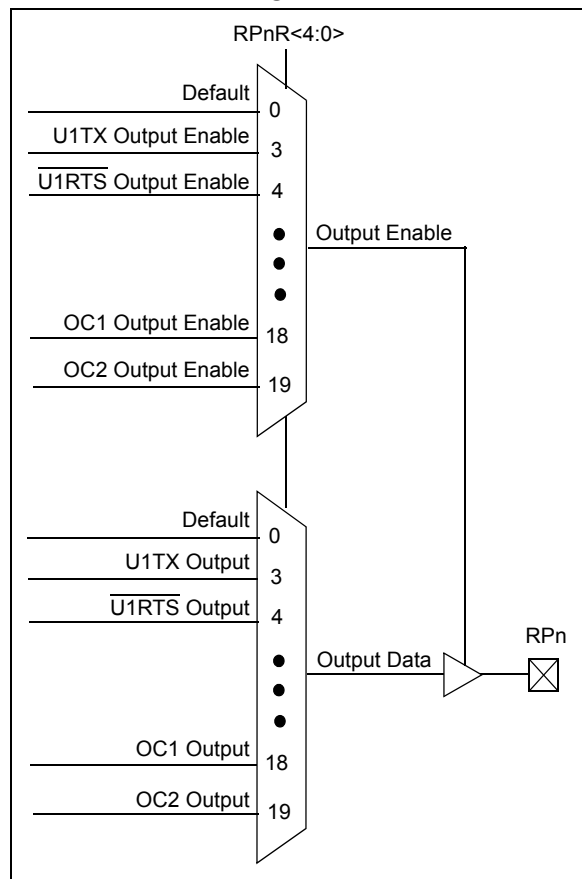 RPnR<4:0>
Default
0
U1TX Output Enable
3
U1RTS Output Enable
4
Output Enable
OC1 Output Enable
18
OC2 Output Enable
19
Default
0
U1TX Output
3
U1RTS Output
4
RPn
Output Data
OC1 Output
18
OC2 Output
19